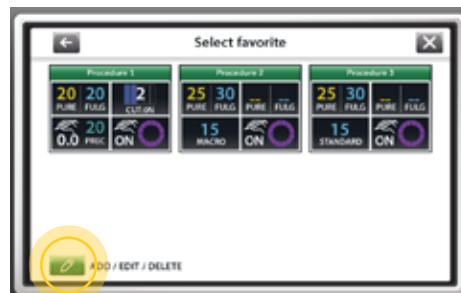 Select favorite
Procedure 1
20 20 2
PURE FULG CUT:ON
0.0 20 ON
PREC
Procedure 2
25 30 -- --
PURE FULG PURE FULG
15 ON
MACRO
Procedure 3
25 30 -- --
PURE FULG PURE FULG
15 ON
STANDARD
ADD / EDIT / DELETE